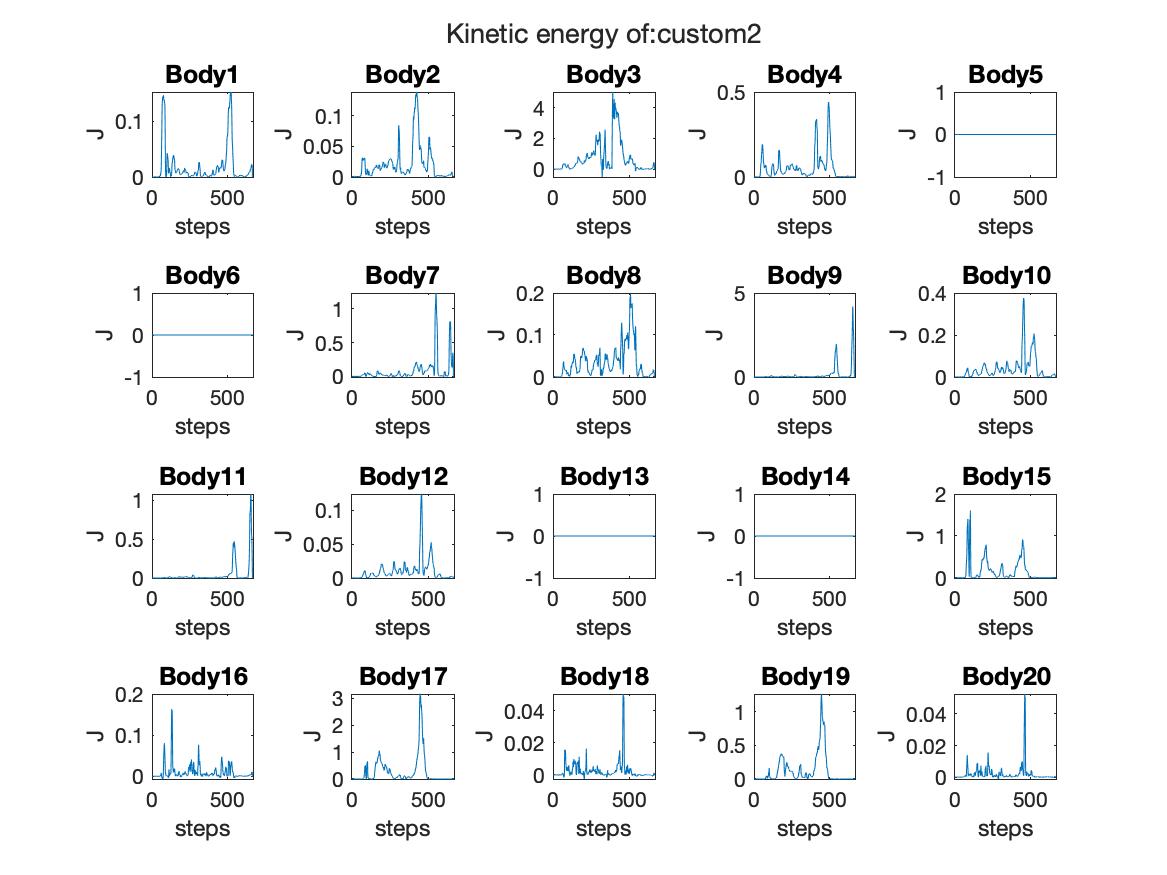 Kinetic energy of:custom2
Body1 Body2 Body3 Body4 Body5
0.1
0
J
0 500
steps
0.1
0.05
0
J
0 500
steps
4
2
0
J
0 500
steps
0.5
0
J
0 500
steps
1
0
-1
J
0 500
steps
Body6 Body7 Body8 Body9 Body10
1
0
-1
J
0 500
steps
1
0.5
0
J
0 500
steps
0.2
0.1
0
J
0 500
steps
5
0
J
0 500
steps
0.4
0.2
0
J
0 500
steps
Body11 Body12 Body13 Body14 Body15
1
0.5
0
J
0 500
steps
0.1
0.05
0
J
0 500
steps
1
0
-1
J
0 500
steps
1
0
-1
J
0 500
steps
2
1
0
J
0 500
steps
Body16 Body17 Body18 Body19 Body20
0.2
0.1
0
J
0 500
steps
3
2
1
0
J
0 500
steps
0.04
0.02
0
J
0 500
steps
1
0.5
0
J
0 500
steps
0.04
0.02
0
J
0 500
steps